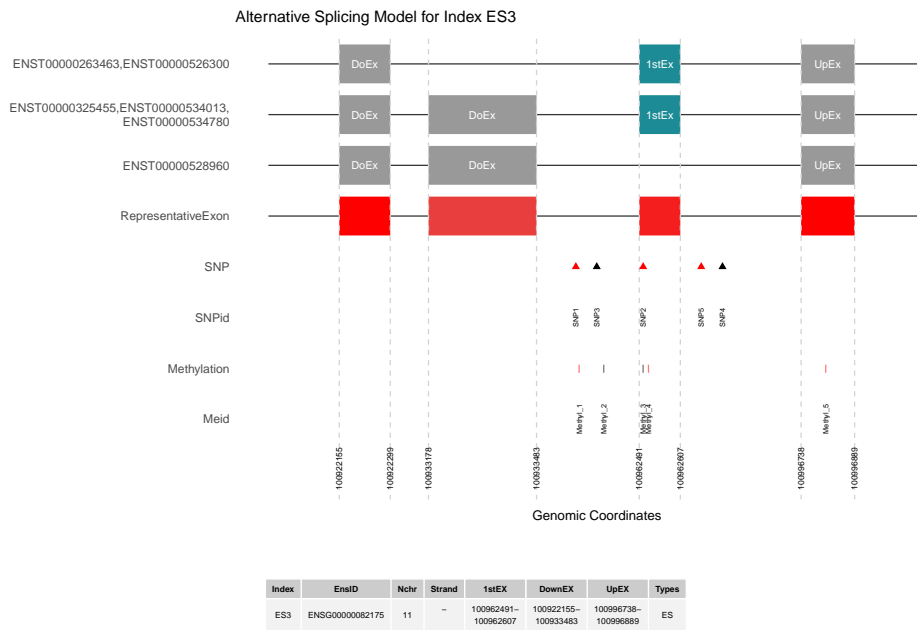 Alternative Splicing Model for Index ES3
ENST00000263463,ENST00000526300
DoEx
1stEx
UpEx
ENST00000325455,ENST00000534013,
ENST00000534780
DoEx
DoEx
1stEx
UpEx
ENST00000528960
DoEx
DoEx
UpEx
RepresentativeExon
SNP
SNPid
SNP1
SNP3
SNP2
SNP5
SNP4
Methylation
Meid
Methyl_1
Methyl_2
Methyl_3
Methyl_4
Methyl_5
100922155
100922299
100933178
100933483
100962491
100962607
100996738
100996889
Genomic Coordinates
Index EnsID Nchr Strand 1stEX DownEX UpEX Types
ES3 ENSG00000082175 11 – 100962491– 100922155– 100996738– ES
100962607 100933483 100996889